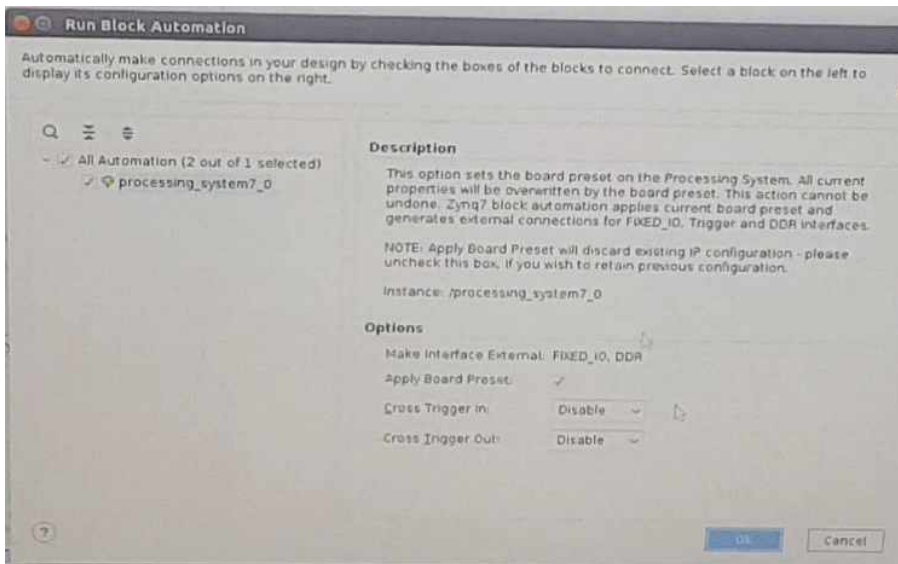 Run Block Automation
Automatically make connections in your design by checking the boxes of the blocks to connect. Select a block on the left to
display its configuration options on the right.
All Automation (2 out of 1 selected)
processing_system7_0
Description
This option sets the board preset on the Processing System. All current
properties will be overwritten by the board preset. This action cannot be
undone. Zynq7 block automation applies current board preset and
generates external connections for FIXED_IO, Trigger and DDR interfaces.
NOTE: Apply Board Preset will discard existing IP configuration - please
uncheck this box, if you wish to retain previous configuration.
Instance: /processing_system7_0
Options
Make Interface External: FIXED_IO, DDR
Apply Board Preset:
Cross Trigger In: Disable
Cross Trigger Out: Disable
?
OK Cancel